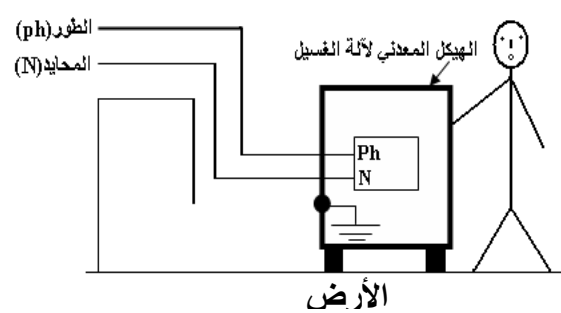 الطور(ph)
المحايد(N)
الهيكل المعدني لآلة الغسيل
Ph
N
الأرض